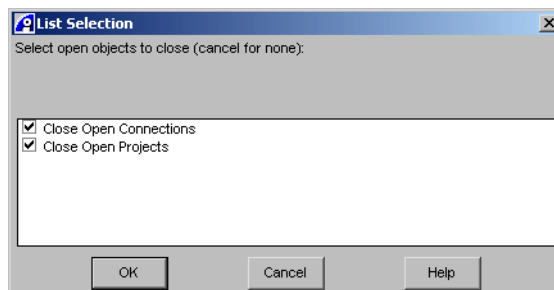 List Selection
Select open objects to close (cancel for none):
Close Open Connections
Close Open Projects
OK Cancel Help